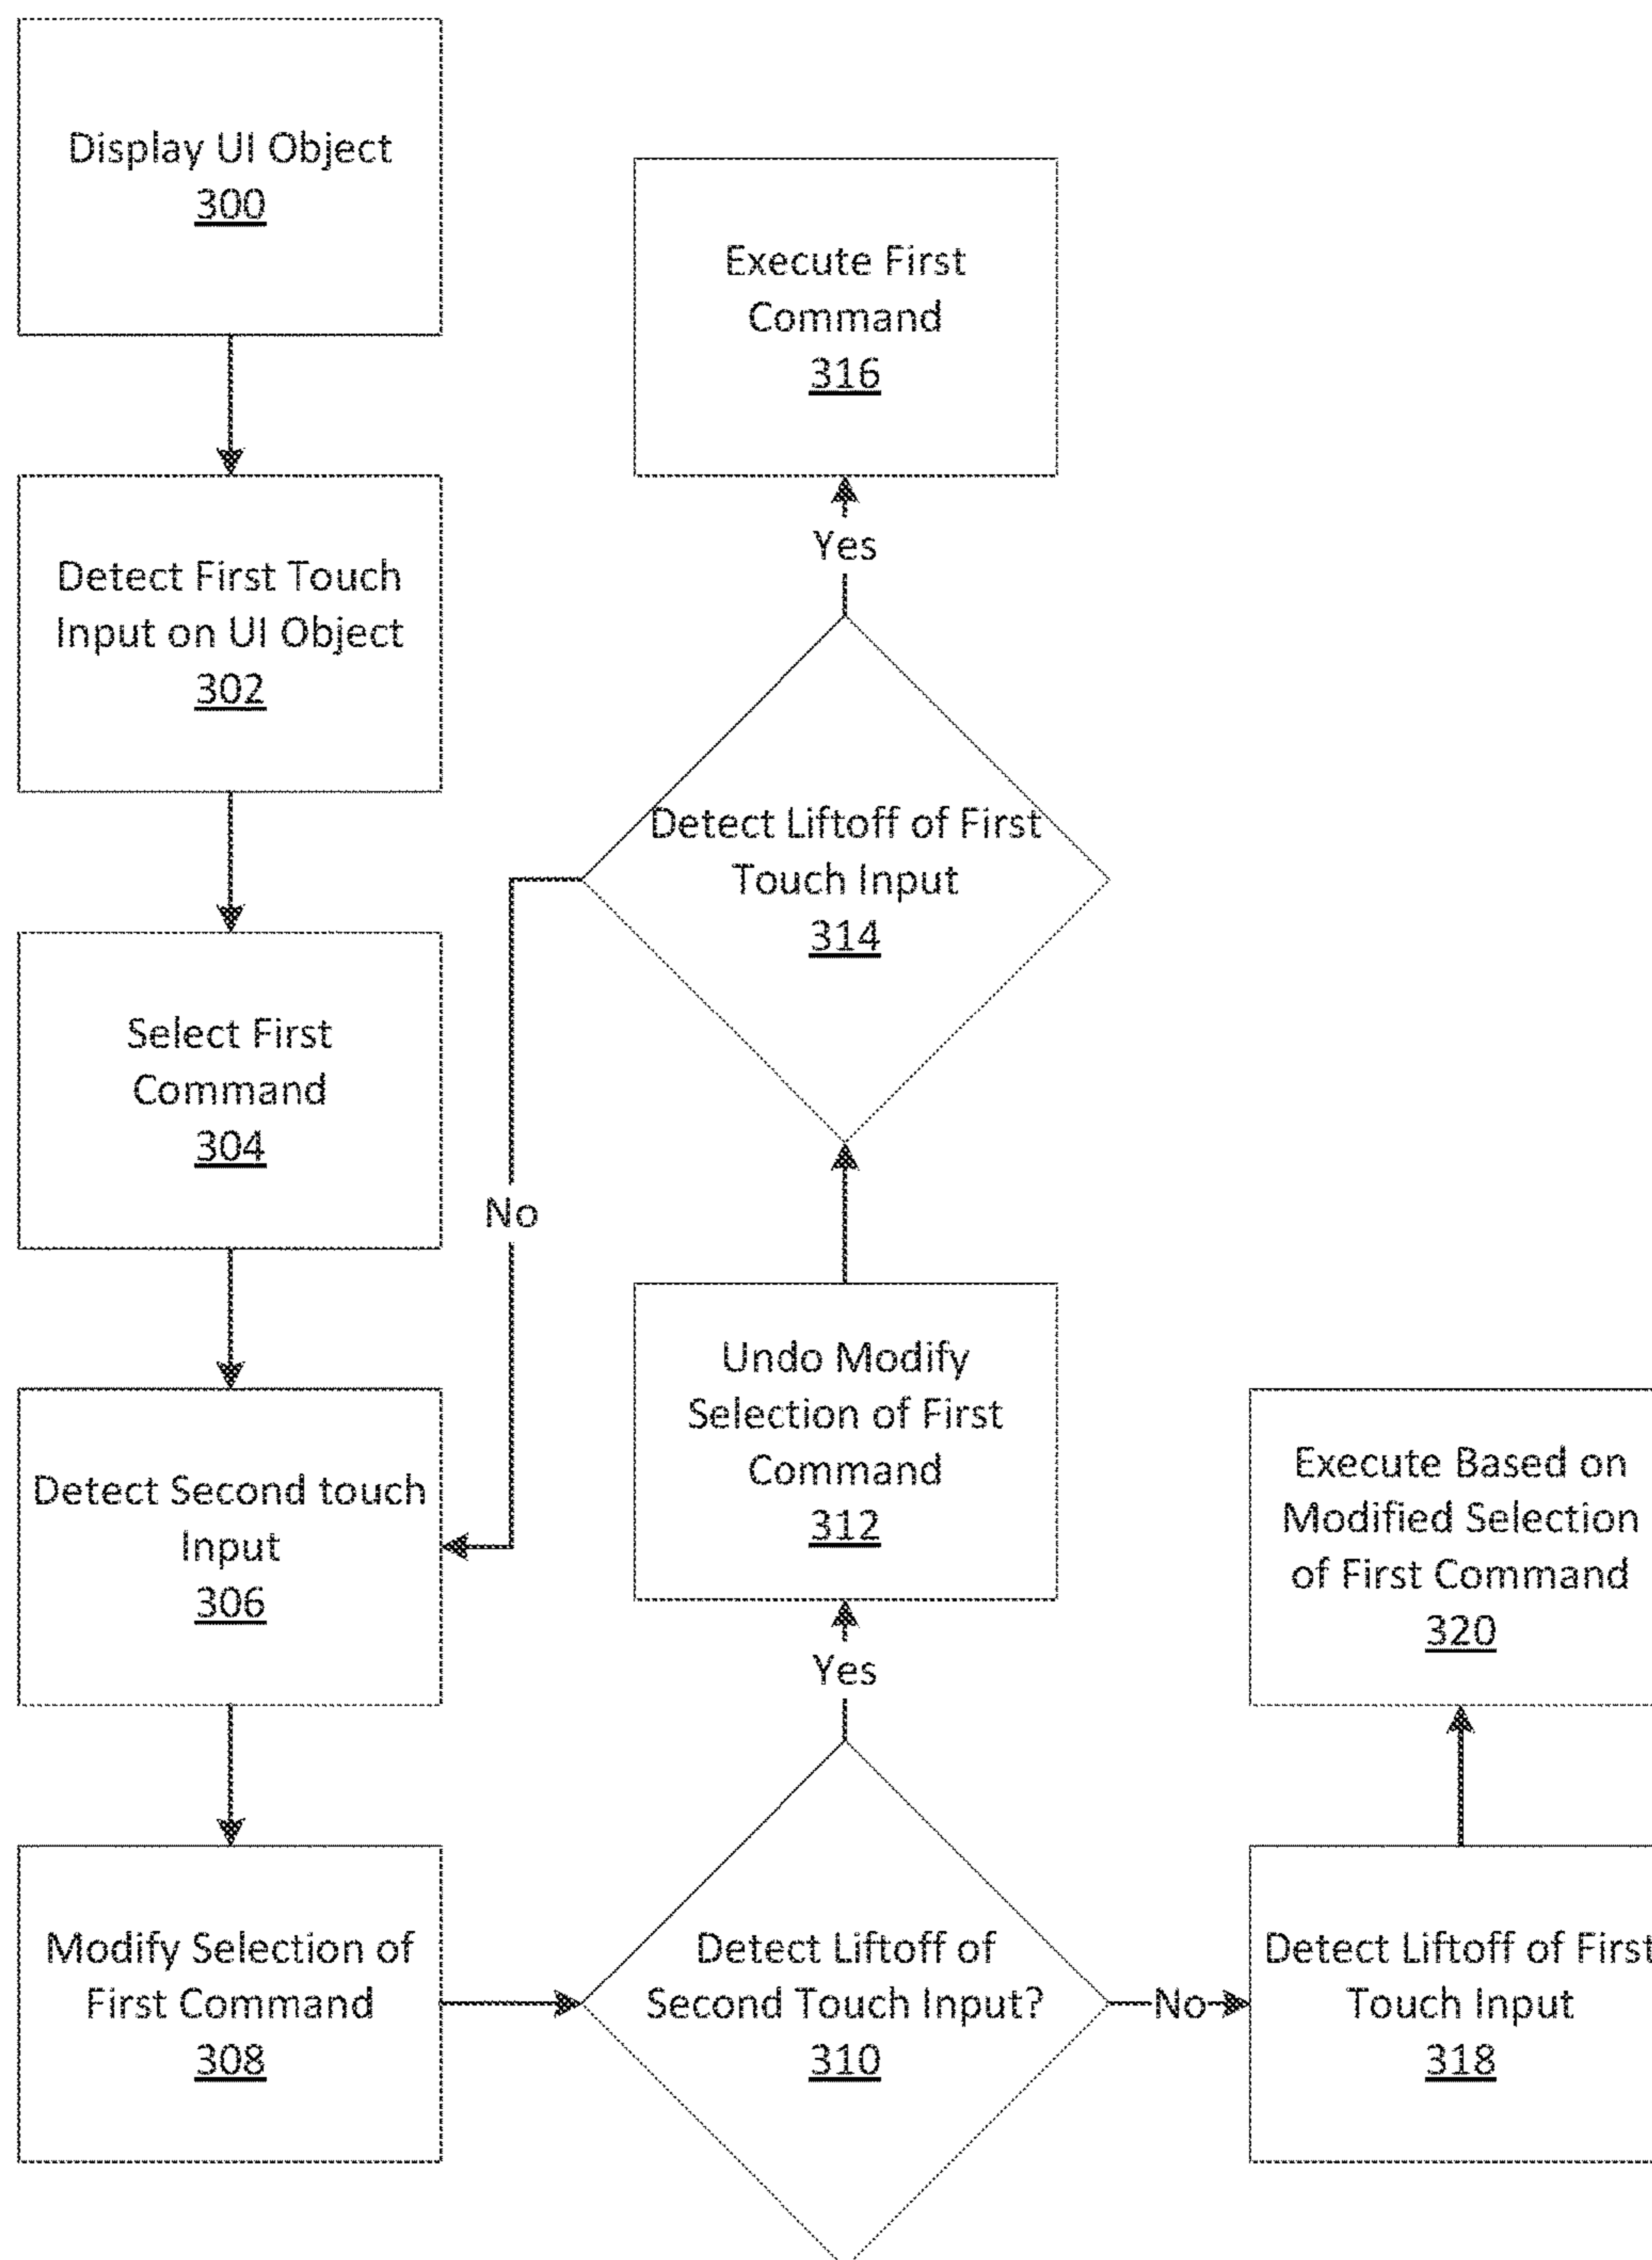 Display UI Object
300
Detect First Touch
Input on UI Object
302
Select First
Command
304
Detect Second touch
Input
306
Modify Selection of
First Command
308
Execute First
Command
316
Yes
Detect Liftoff of First
Touch Input
314
No
Undo Modify
Selection of First
Command
312
Yes
Detect Liftoff of
Second Touch Input?
310
No
Execute Based on
Modified Selection
of First Command
320
Detect Liftoff of First
Touch Input
318